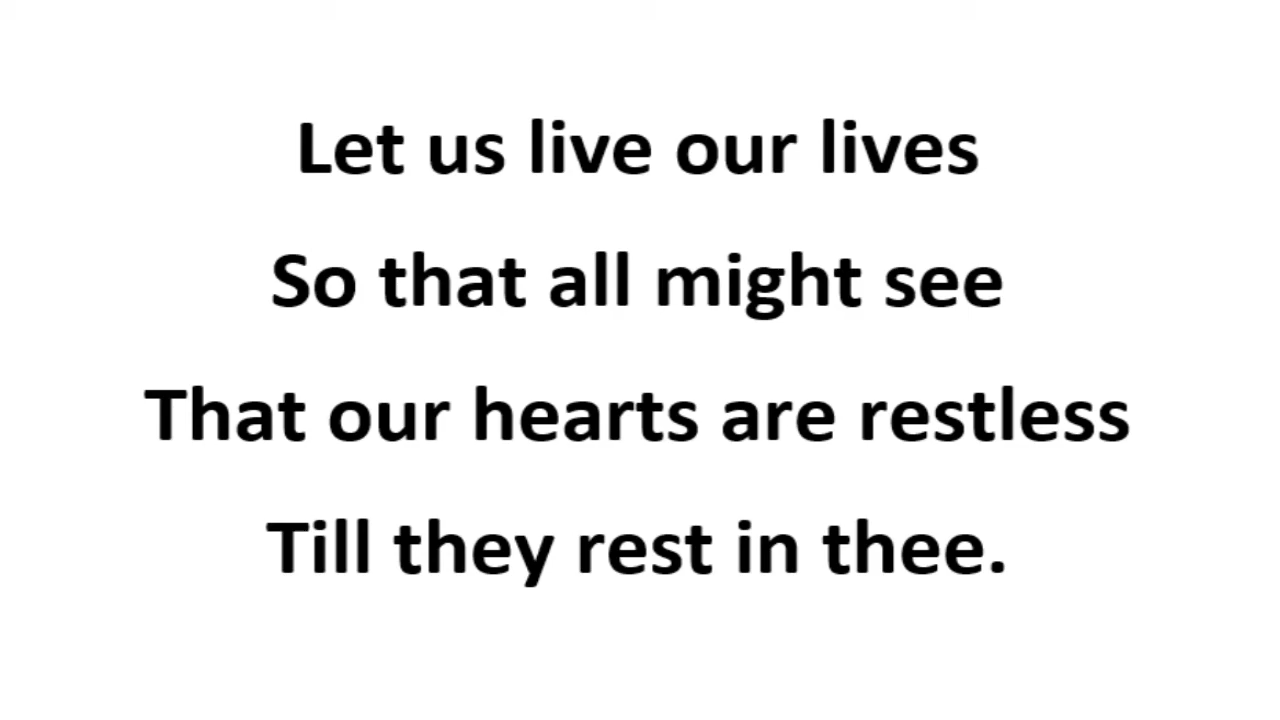 Let us live our lives
So that all might see
That our hearts are restless
Till they rest in thee.